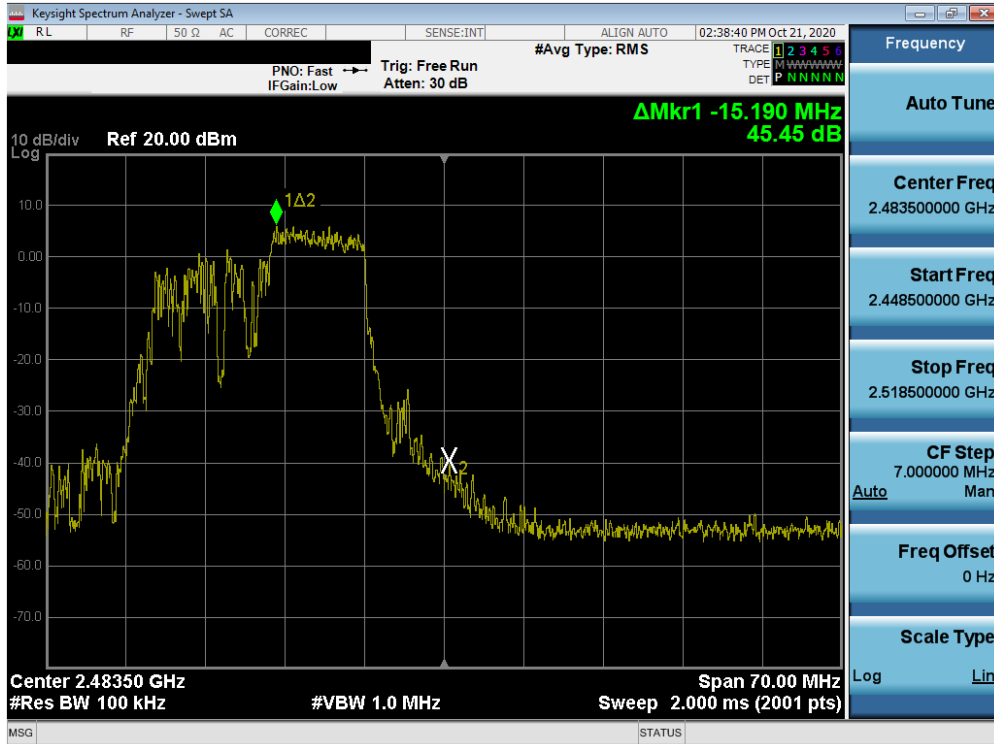 Keysight Spectrum Analyzer - Swept SA
LXI RL RF 50 Ω AC CORREC SENSE:INT ALIGN AUTO 02:38:40 PM Oct 21, 2020
#Avg Type: RMS
TRACE 1 2 3 4 5 6
PNO: Fast Trig: Free Run
TYPE M WWWWW
IFGain:Low Atten: 30 dB
DET P N N N N N
ΔMkr1 -15.190 MHz
45.45 dB
10 dB/div Ref 20.00 dBm
Log
1Δ2
10.0
0.00
-10.0
-20.0
-30.0
-40.0
2
-50.0
-60.0
-70.0
Center 2.48350 GHz Span 70.00 MHz
#Res BW 100 kHz #VBW 1.0 MHz Sweep 2.000 ms (2001 pts)
MSG STATUS
Frequency
Auto Tune
Center Freq
2.483500000 GHz
Start Freq
2.448500000 GHz
Stop Freq
2.518500000 GHz
CF Step
7.000000 MHz
Auto Man
Freq Offset
0 Hz
Scale Type
Log Lin